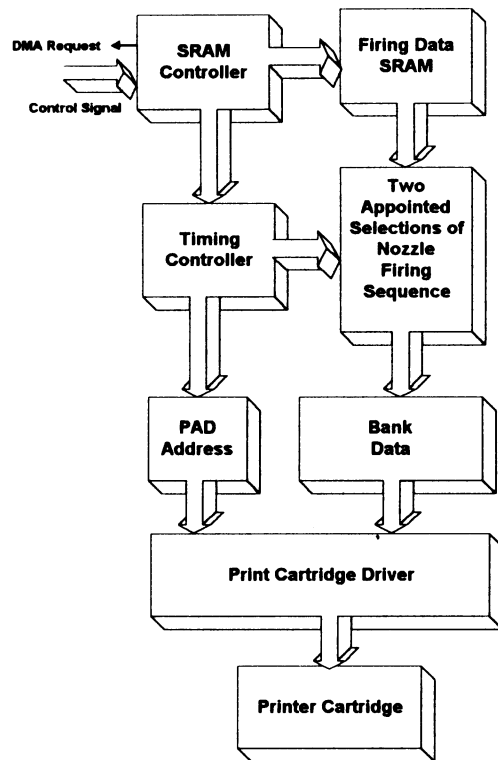 DMA Request
Control Signal
SRAM
Controller
Firing Data
SRAM
Timing
Controller
Two
Appointed
Selections of
Nozzle
Firing
Sequence
PAD
Address
Bank
Data
Print Cartridge Driver
Printer Cartridge